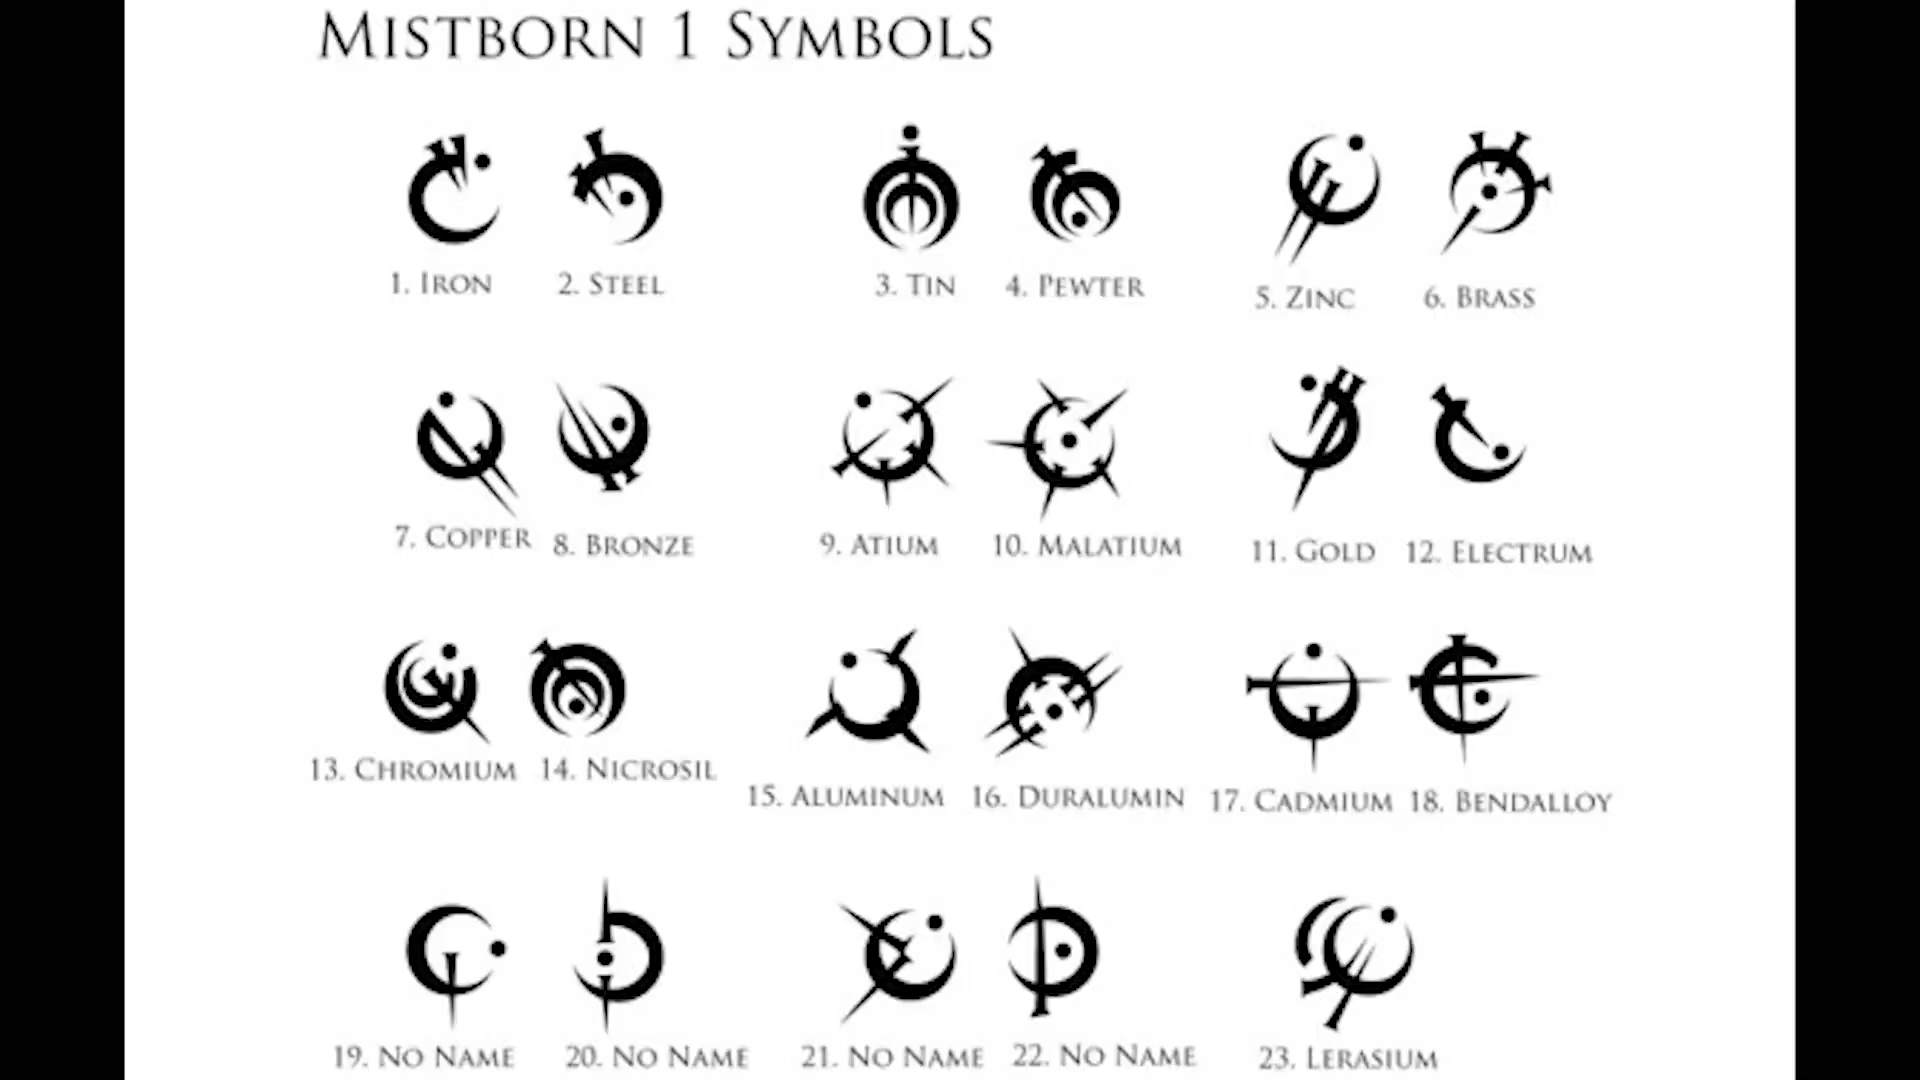 MISTBORN 1 SYMBOLS
1. IRON 2. STEEL 3. TIN 4. PEWTER 5. ZINC 6. BRASS
7. COPPER 8. BRONZE 9. ATIUM 10. MALATIUM 11. GOLD 12. ELECTRUM
13. CHROMIUM 14. NICROSIL 15. ALUMINUM 16. DURALUMIN 17. CADMIUM 18. BENDALLOY
19. NO NAME 20. NO NAME 21. NO NAME 22. NO NAME 23. LERASIUM